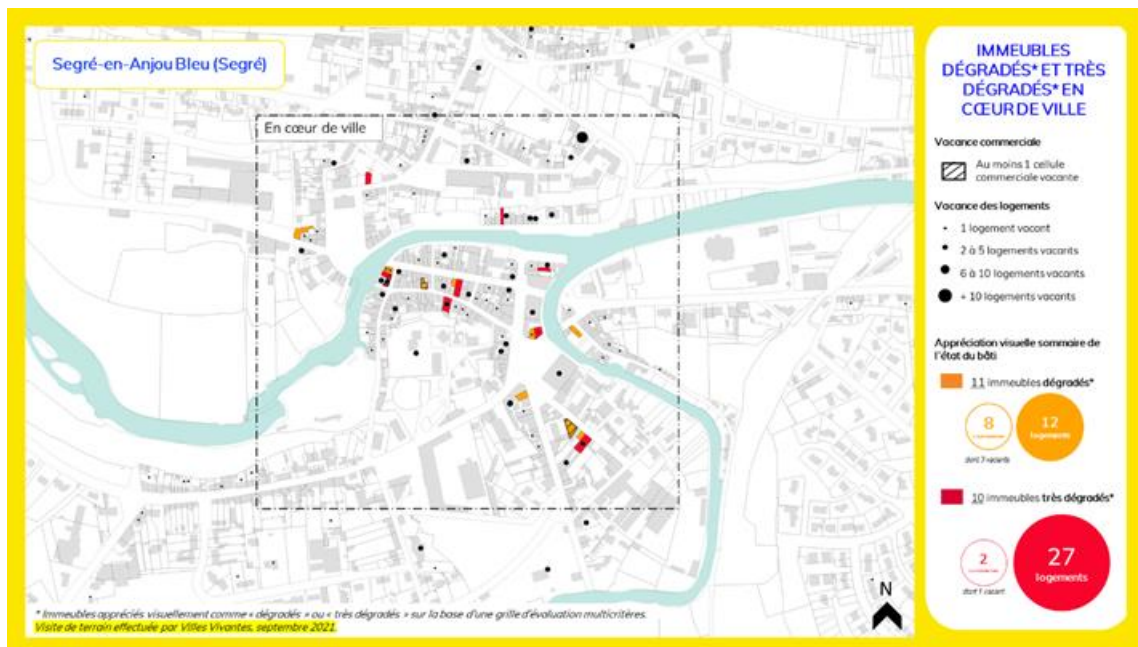 Segré-en-Anjou Bleu (Segré)
En cœur de ville
IMMEUBLES
DÉGRADÉS* ET TRÈS
DÉGRADÉS* EN
CŒUR DE VILLE
Vacance commerciale
Au moins 1 cellule
commerciale vacante
Vacance des logements
1 logement vacant
2 à 5 logements vacants
6 à 10 logements vacants
+ 10 logements vacants
Appréciation visuelle sommaire de
l'état du bâti
11 immeubles dégradés*
8
12
logements
10 immeubles très dégradés*
2
27
logements
dont 1 vacant
N
* Immeubles appréciés visuellement comme « dégradés » ou « très dégradés » sur la base d'une grille d'évaluation multicritères.
Visite de terrain effectuée par Villes Vivantes, septembre 2021.